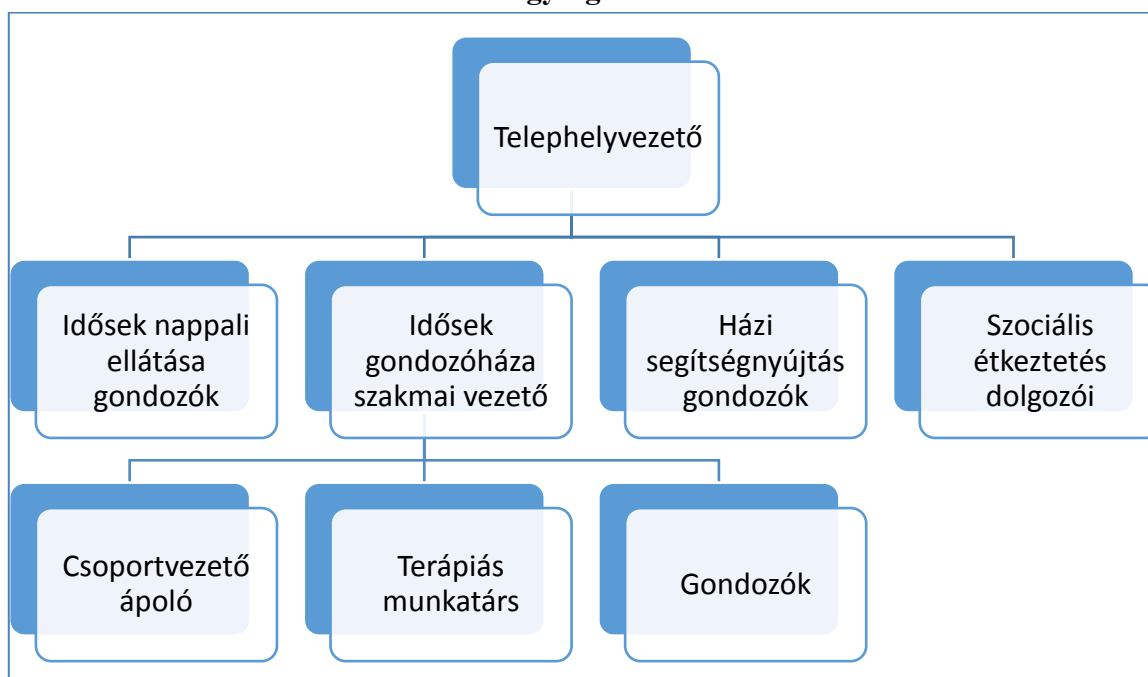 Telephelyvezető
Idősek nappali
ellátása
gondozók
Idősek
gondozóháza
szakmai vezető
Házi
segítségnyújtás
gondozók
Szociális
étkeztetés
dolgozói
Csoportvezető
ápoló
Terápiás
munkatárs
Gondozók